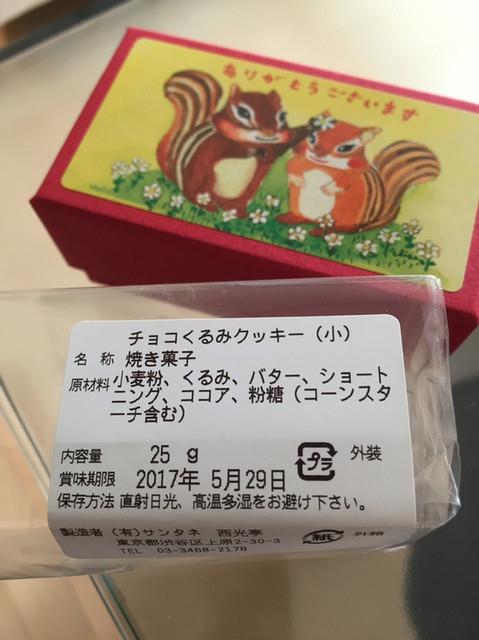 ありがとうございます
チョコくるみクッキー（小）
名 称 焼き菓子
原材料 小麦粉、くるみ、バター、ショート
ニング、ココア、粉糖（コーンスタ
ーチ含む）
内容量 25 g
プラ 外装
賞味期限 2017年 5月29日
保存方法 直射日光、高温多湿をお避け下さい。
製造者 （有）サンタネ 西光亭
紙 外箱
東京都渋谷区上原2-30-3
TEL 03-3468-2178